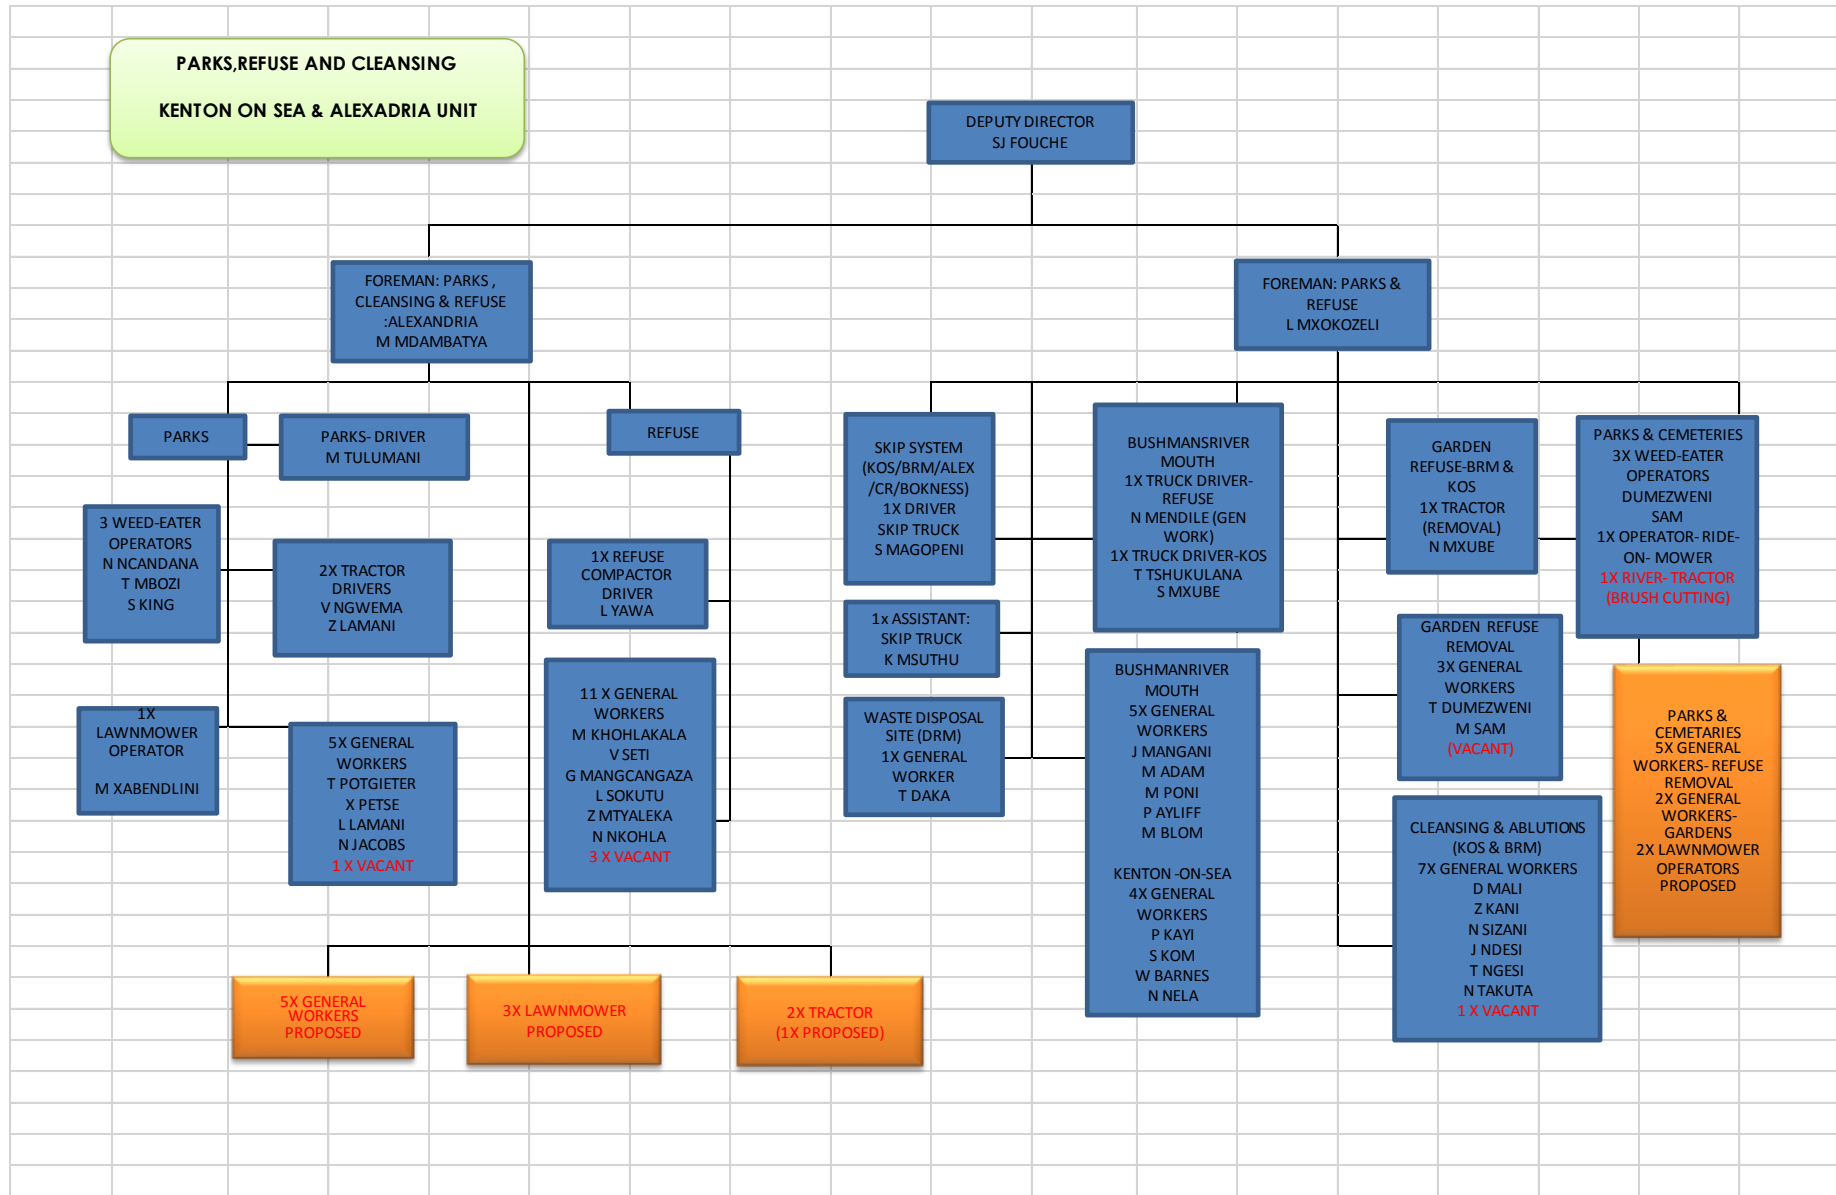 PARKS,REFUSE AND CLEANSING
KENTON ON SEA & ALEXADRIA UNIT
DEPUTY DIRECTOR
SJ FOUCHE
FOREMAN: PARKS ,
CLEANSING & REFUSE
:ALEXANDRIA
M MDAMBATYA
FOREMAN: PARKS &
REFUSE
L MXOKOZELI
PARKS
PARKS- DRIVER
M TULUMANI
REFUSE
3 WEED-EATER
OPERATORS
N NCANDANA
T MBOZI
S KING
2X TRACTOR
DRIVERS
V NGWEMA
Z LAMANI
1X REFUSE
COMPACTOR
DRIVER
L YAWA
1X
LAWNMOWER
OPERATOR
M XABENDLINI
5X GENERAL
WORKERS
T POTGIETER
X PETSE
L LAMANI
N JACOBS
1 X VACANT
11 X GENERAL
WORKERS
M KHOHLAKALA
V SETI
G MANGCANGAZA
L SOKUTU
Z MTYALEKA
N NKOHLA
3 X VACANT
5X GENERAL
WORKERS
PROPOSED
3X LAWNMOWER
PROPOSED
2X TRACTOR
(1X PROPOSED)
SKIP SYSTEM
(KOS/BRM/ALEX
/CR/BOKNESS)
1X DRIVER
SKIP TRUCK
S MAGOPENI
1x ASSISTANT:
SKIP TRUCK
K MSUTHU
WASTE DISPOSAL
SITE (DRM)
1X GENERAL
WORKER
T DAKA
BUSHMANSRIVER
MOUTH
1X TRUCK DRIVER-
REFUSE
N MENDILE (GEN
WORK)
1X TRUCK DRIVER-KOS
T TSHUKULANA
S MXUBE
BUSHMANRIVER
MOUTH
5X GENERAL
WORKERS
J MANGANI
M ADAM
M PONI
P AYLIFF
M BLOM
KENTON -ON-SEA
4X GENERAL
WORKERS
P KAYI
S KOM
W BARNES
N NELA
GARDEN
REFUSE-BRM &
KOS
1X TRACTOR
(REMOVAL)
N MXUBE
GARDEN REFUSE
REMOVAL
3X GENERAL
WORKERS
T DUMEZWENI
M SAM
(VACANT)
CLEANSING & ABLUTIONS
(KOS & BRM)
7X GENERAL WORKERS
D MALI
Z KANI
N SIZANI
J NDESI
T NGESI
N TAKUTA
1 X VACANT
PARKS & CEMETERIES
3X WEED-EATER
OPERATORS
DUMEZWENI
SAM
1X OPERATOR- RIDE-
ON- MOWER
1X RIVER- TRACTOR
(BRUSH CUTTING)
PARKS &
CEMETARIES
5X GENERAL
WORKERS- REFUSE
REMOVAL
2X GENERAL
WORKERS-
GARDENS
2X LAWNMOWER
OPERATORS
PROPOSED